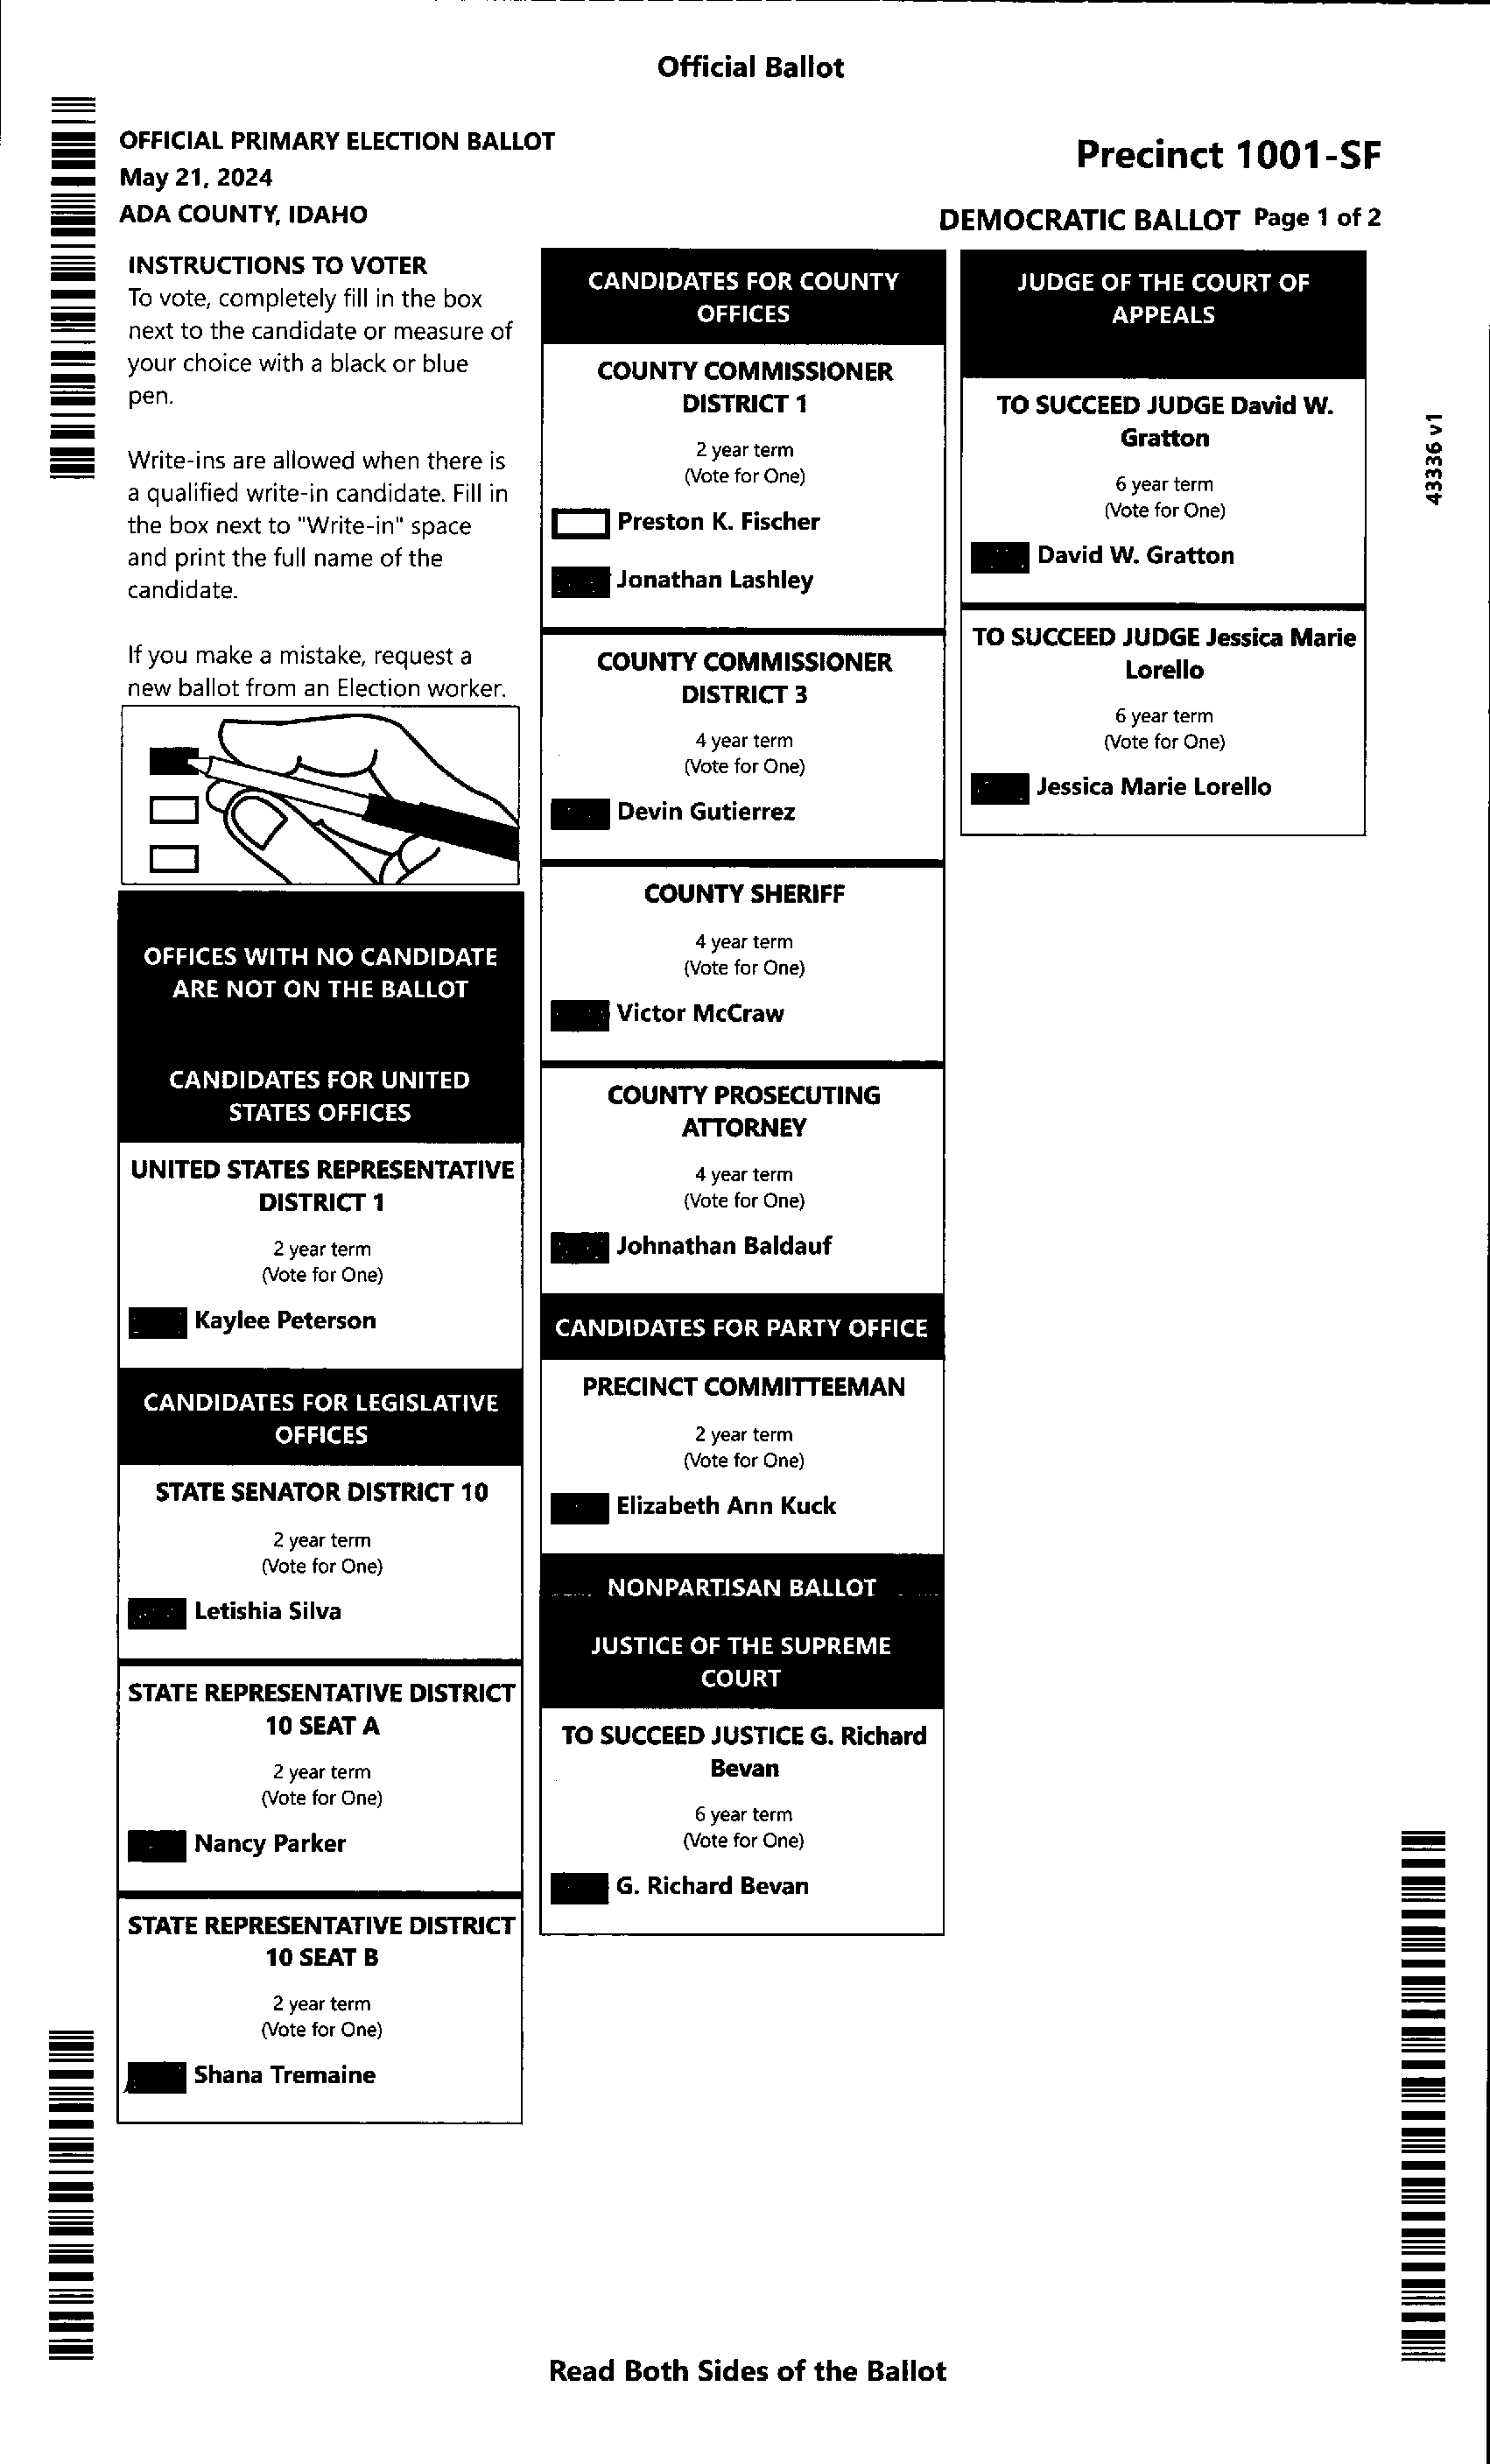 Official Ballot
OFFICIAL PRIMARY ELECTION BALLOT
May 21, 2024
ADA COUNTY, IDAHO
Precinct 1001-SF
DEMOCRATIC BALLOT Page 1 of 2
INSTRUCTIONS TO VOTER
To vote, completely fill in the box
next to the candidate or measure of
your choice with a black or blue
pen.
Write-ins are allowed when there is
a qualified write-in candidate. Fill in
the box next to "Write-in" space
and print the full name of the
candidate.
If you make a mistake, request a
new ballot from an Election worker.
OFFICES WITH NO CANDIDATE
ARE NOT ON THE BALLOT
CANDIDATES FOR UNITED
STATES OFFICES
UNITED STATES REPRESENTATIVE
DISTRICT 1
2 year term
(Vote for One)
Kaylee Peterson
CANDIDATES FOR LEGISLATIVE
OFFICES
STATE SENATOR DISTRICT 10
2 year term
(Vote for One)
Letishia Silva
STATE REPRESENTATIVE DISTRICT
10 SEAT A
2 year term
(Vote for One)
Nancy Parker
STATE REPRESENTATIVE DISTRICT
10 SEAT B
2 year term
(Vote for One)
Shana Tremaine
CANDIDATES FOR COUNTY
OFFICES
COUNTY COMMISSIONER
DISTRICT 1
2 year term
(Vote for One)
Preston K. Fischer
Jonathan Lashley
COUNTY COMMISSIONER
DISTRICT 3
4 year term
(Vote for One)
Devin Gutierrez
COUNTY SHERIFF
4 year term
(Vote for One)
Victor McCraw
COUNTY PROSECUTING
ATTORNEY
4 year term
(Vote for One)
Johnathan Baldauf
CANDIDATES FOR PARTY OFFICE
PRECINCT COMMITTEEMAN
2 year term
(Vote for One)
Elizabeth Ann Kuck
NONPARTISAN BALLOT
JUSTICE OF THE SUPREME
COURT
TO SUCCEED JUSTICE G. Richard
Bevan
6 year term
(Vote for One)
G. Richard Bevan
JUDGE OF THE COURT OF
APPEALS
TO SUCCEED JUDGE David W.
Gratton
6 year term
(Vote for One)
David W. Gratton
TO SUCCEED JUDGE Jessica Marie
Lorello
6 year term
(Vote for One)
Jessica Marie Lorello
43336 v1
Read Both Sides of the Ballot